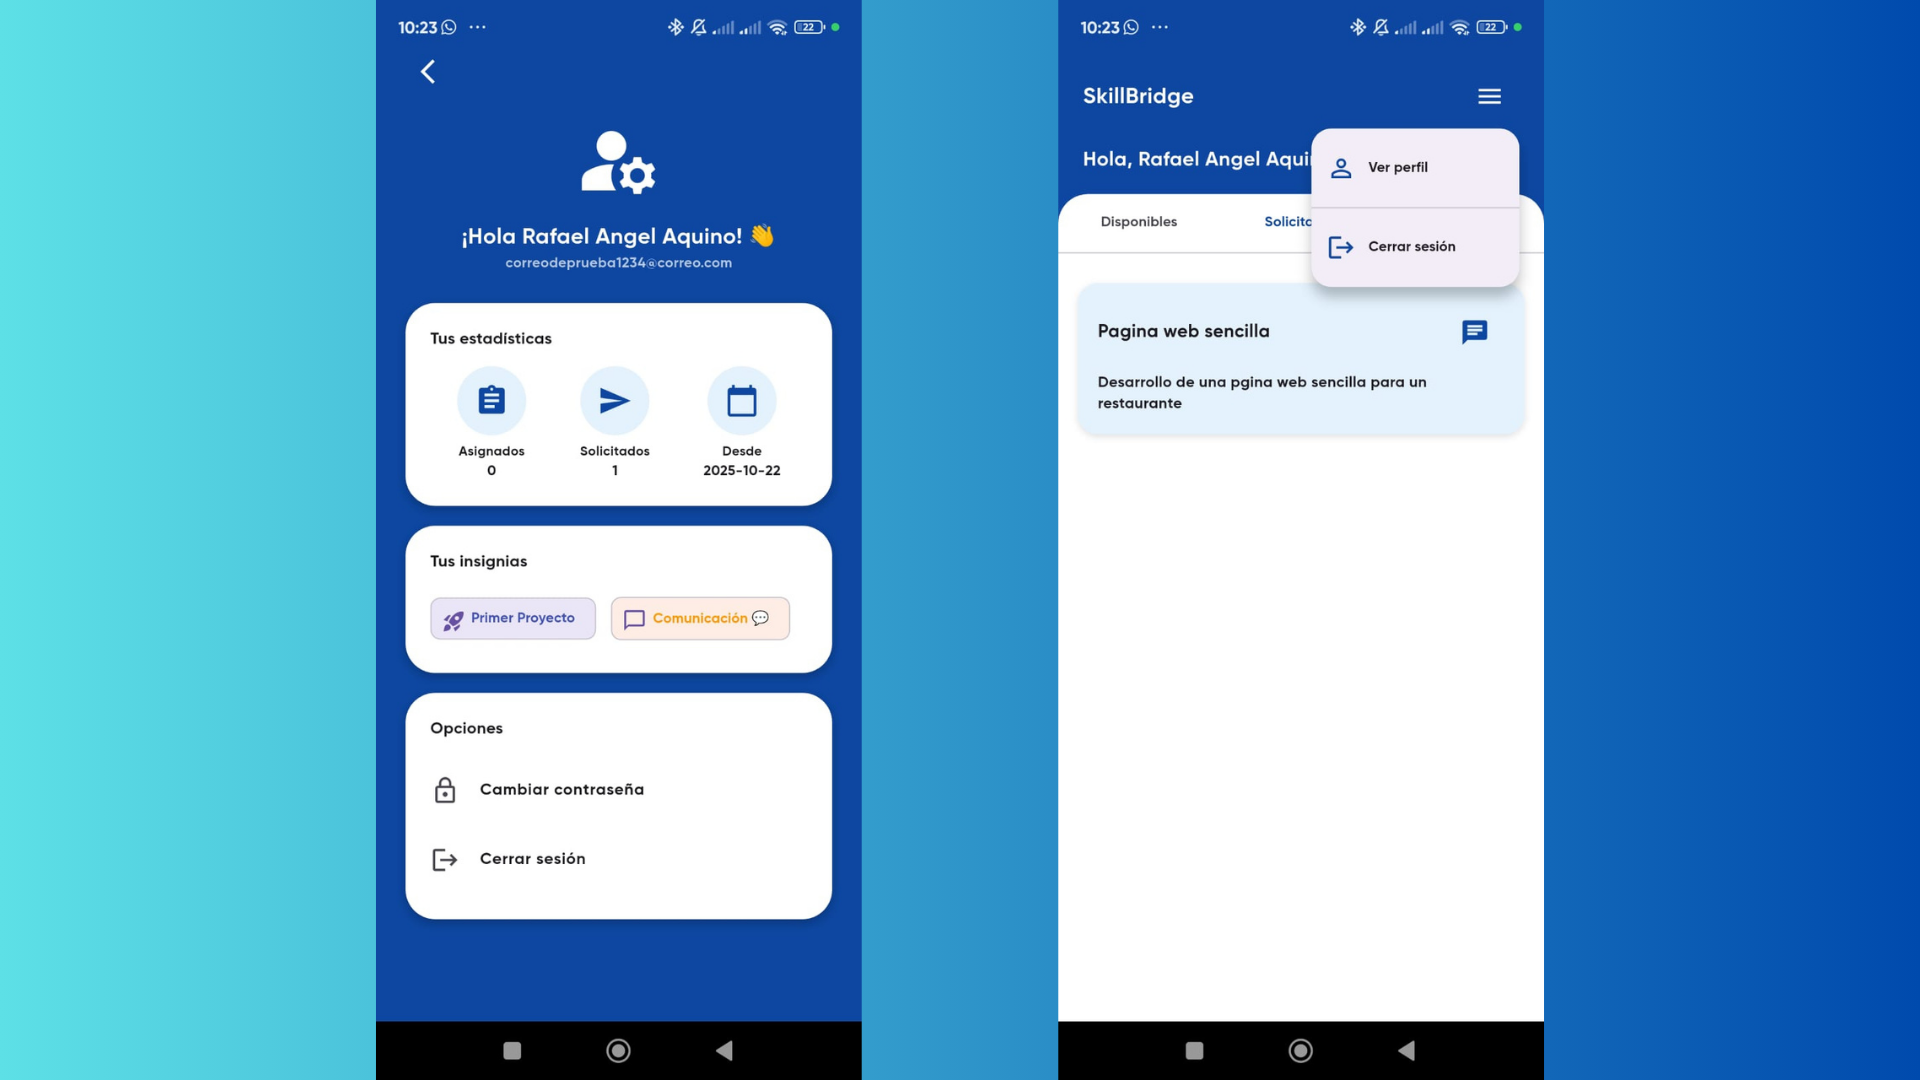 10:23
22
¡Hola Rafael Angel Aquino! 👋
correodeprueba1234@correo.com
Tus estadísticas
Asignados
0
Solicitados
1
Desde
2025-10-22
Tus insignias
Primer Proyecto
Comunicación 💬
Opciones
Cambiar contraseña
Cerrar sesión
10:23
22
SkillBridge
Hola, Rafael Angel Aqui
Ver perfil
Cerrar sesión
Disponibles
Solicito
Pagina web sencilla
Desarrollo de una pgina web sencilla para un
restaurante